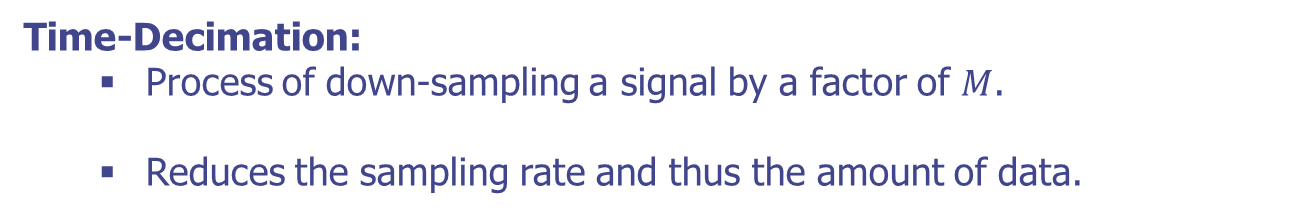 Time-Decimation:
▪ Process of down-sampling a signal by a factor of M.
▪ Reduces the sampling rate and thus the amount of data.